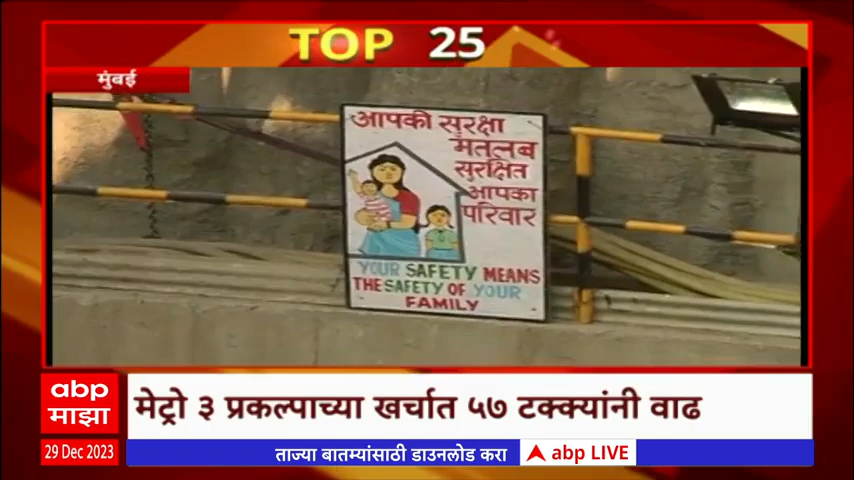 TOP 25
मुंबई
आपकी सुरक्षा
मतलब
सुरक्षित
आपका
परिवार
YOUR SAFETY MEANS
THE SAFETY OF YOUR
FAMILY
abp
माझा
मेट्रो ३ प्रकल्पाच्या खर्चात ५७ टक्क्यांनी वाढ
29 Dec 2023
ताज्या बातम्यांसाठी डाउनलोड करा
abp LIVE